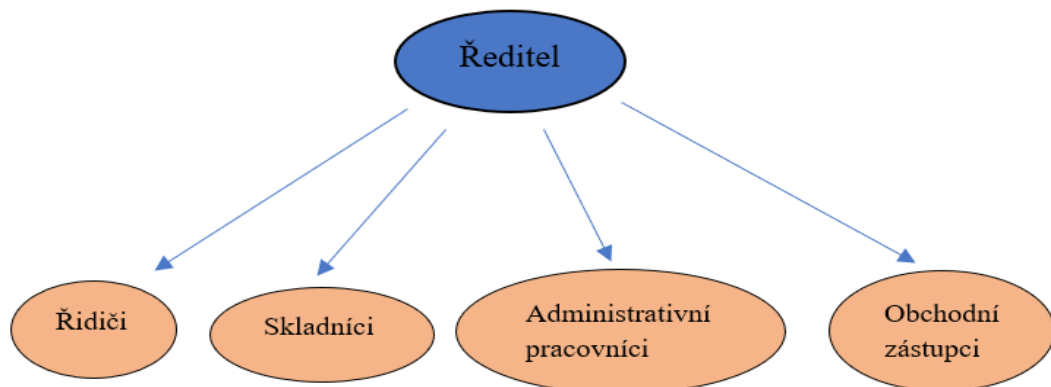 Ředitel
Řidiči
Skladníci
Administrativní
pracovníci
Obchodní
zástupci